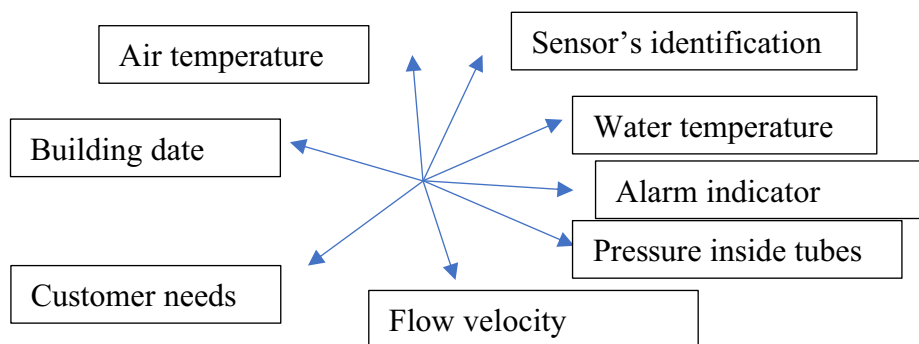 Air temperature
Sensor’s identification
Building date
Water temperature
Alarm indicator
Pressure inside tubes
Customer needs
Flow velocity